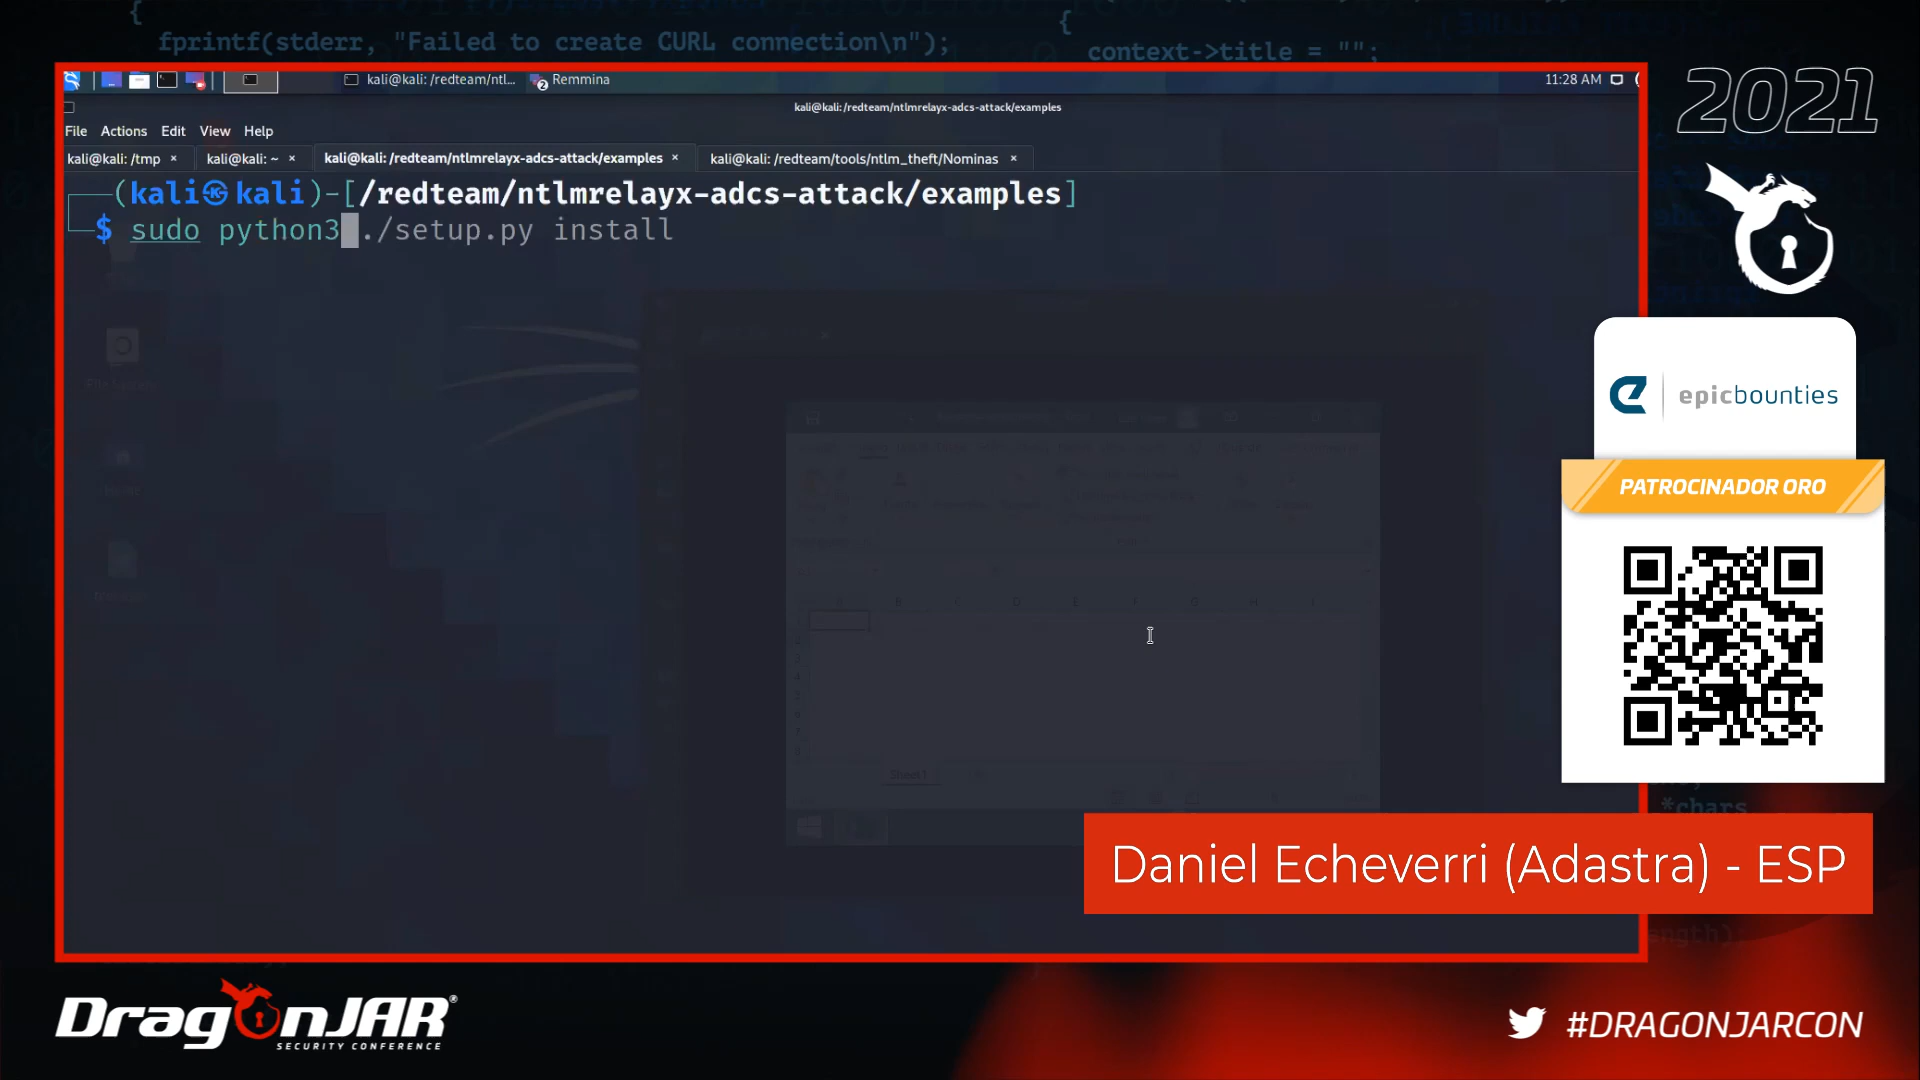 {
fprintf(stderr, "Failed to create CURL connection\n");
{
context->title = "";
kali@kali: /redteam/ntl...
2 Remmina
11:28 AM
kali@kali:/redteam/ntlmrelayx-adcs-attack/examples
File Actions Edit View Help
kali@kali: /tmp ×
kali@kali: ~ ×
kali@kali: /redteam/ntlmrelayx-adcs-attack/examples ×
kali@kali: /redteam/tools/ntlm_theft/Nominas ×
(kali㉿kali)-[/redteam/ntlmrelayx-adcs-attack/examples]
$ sudo python3 ./setup.py install
Sheet1
2021
epicbounties
PATROCINADOR ORO
*chars
Daniel Echeverri (Adastra) - ESP
DragonJAR®
SECURITY CONFERENCE
#DRAGONJARCON